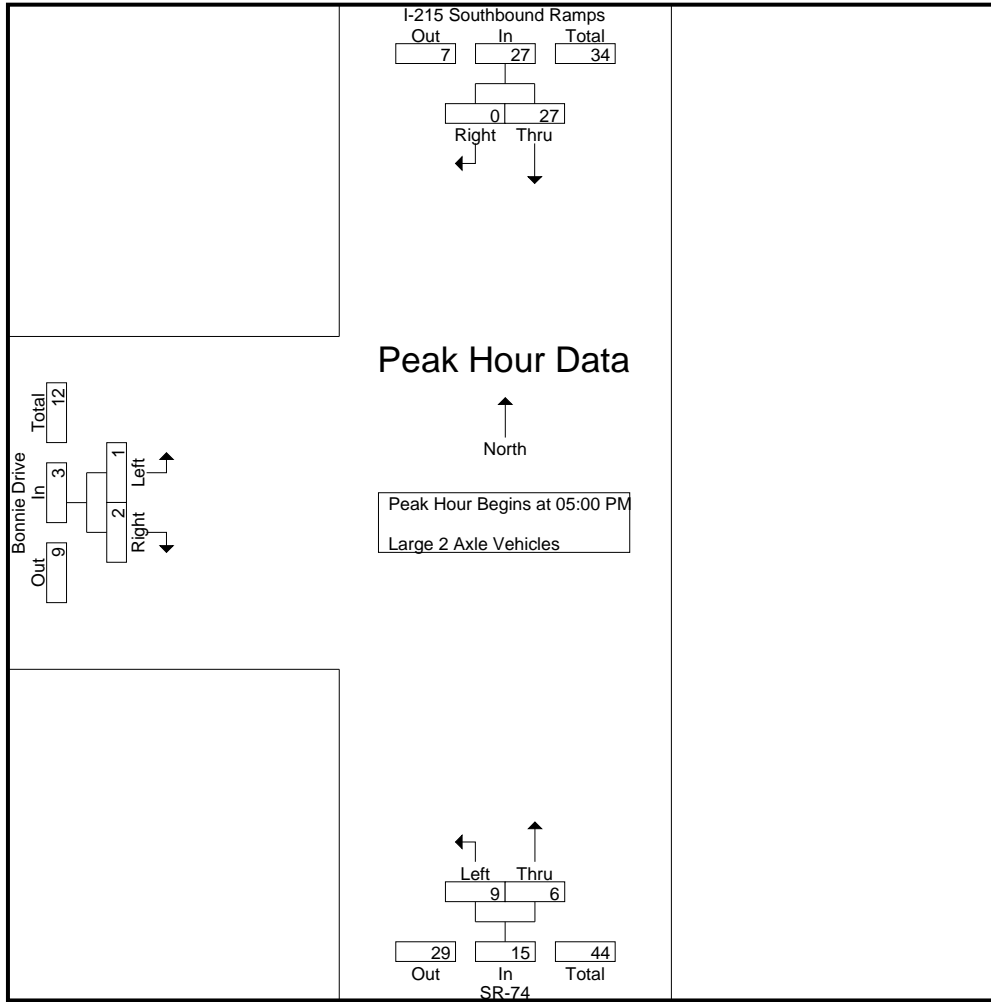 I-215 Southbound Ramps
Out In Total
7 27 34
0 27
Right Thru
Peak Hour Data
North
Peak Hour Begins at 05:00 PM
Large 2 Axle Vehicles
Bonnie Drive
Out In Total
9 3 12
Left
1
Right
2
Left Thru
9 6
29 15 44
Out In Total
SR-74